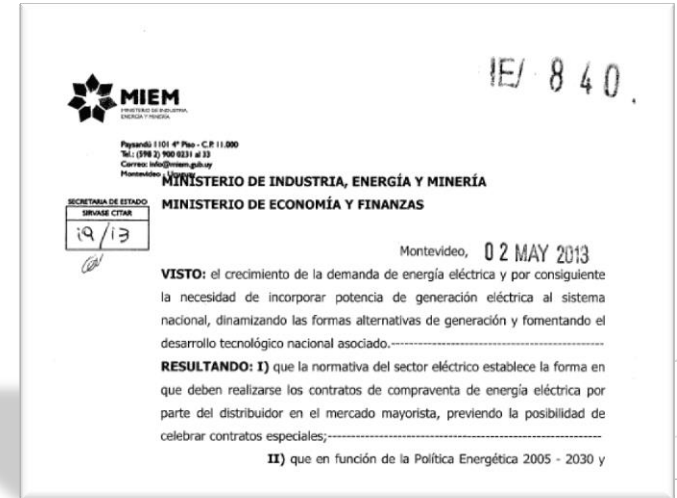 IE/ 840.
MIEM
MINISTERIO DE INDUSTRIA,
ENERGÍA Y MINERÍA
Paysandú 1101 4° Piso - C.P. 11.000
Tel.: (598 2) 900 0231 al 33
Correo: info@miem.gub.uy
Montevideo - Uruguay
MINISTERIO DE INDUSTRIA, ENERGÍA Y MINERÍA
SECRETARIA DE ESTADO
SIRVASE CITAR
19/13
MINISTERIO DE ECONOMÍA Y FINANZAS
Montevideo, 02 MAY 2013
VISTO: el crecimiento de la demanda de energía eléctrica y por consiguiente
la necesidad de incorporar potencia de generación eléctrica al sistema
nacional, dinamizando las formas alternativas de generación y fomentando el
desarrollo tecnológico nacional asociado.-----------------------------------------------
RESULTANDO: I) que la normativa del sector eléctrico establece la forma en
que deben realizarse los contratos de compraventa de energía eléctrica por
parte del distribuidor en el mercado mayorista, previendo la posibilidad de
celebrar contratos especiales;------------------------------------------------------------
II) que en función de la Política Energética 2005 - 2030 y